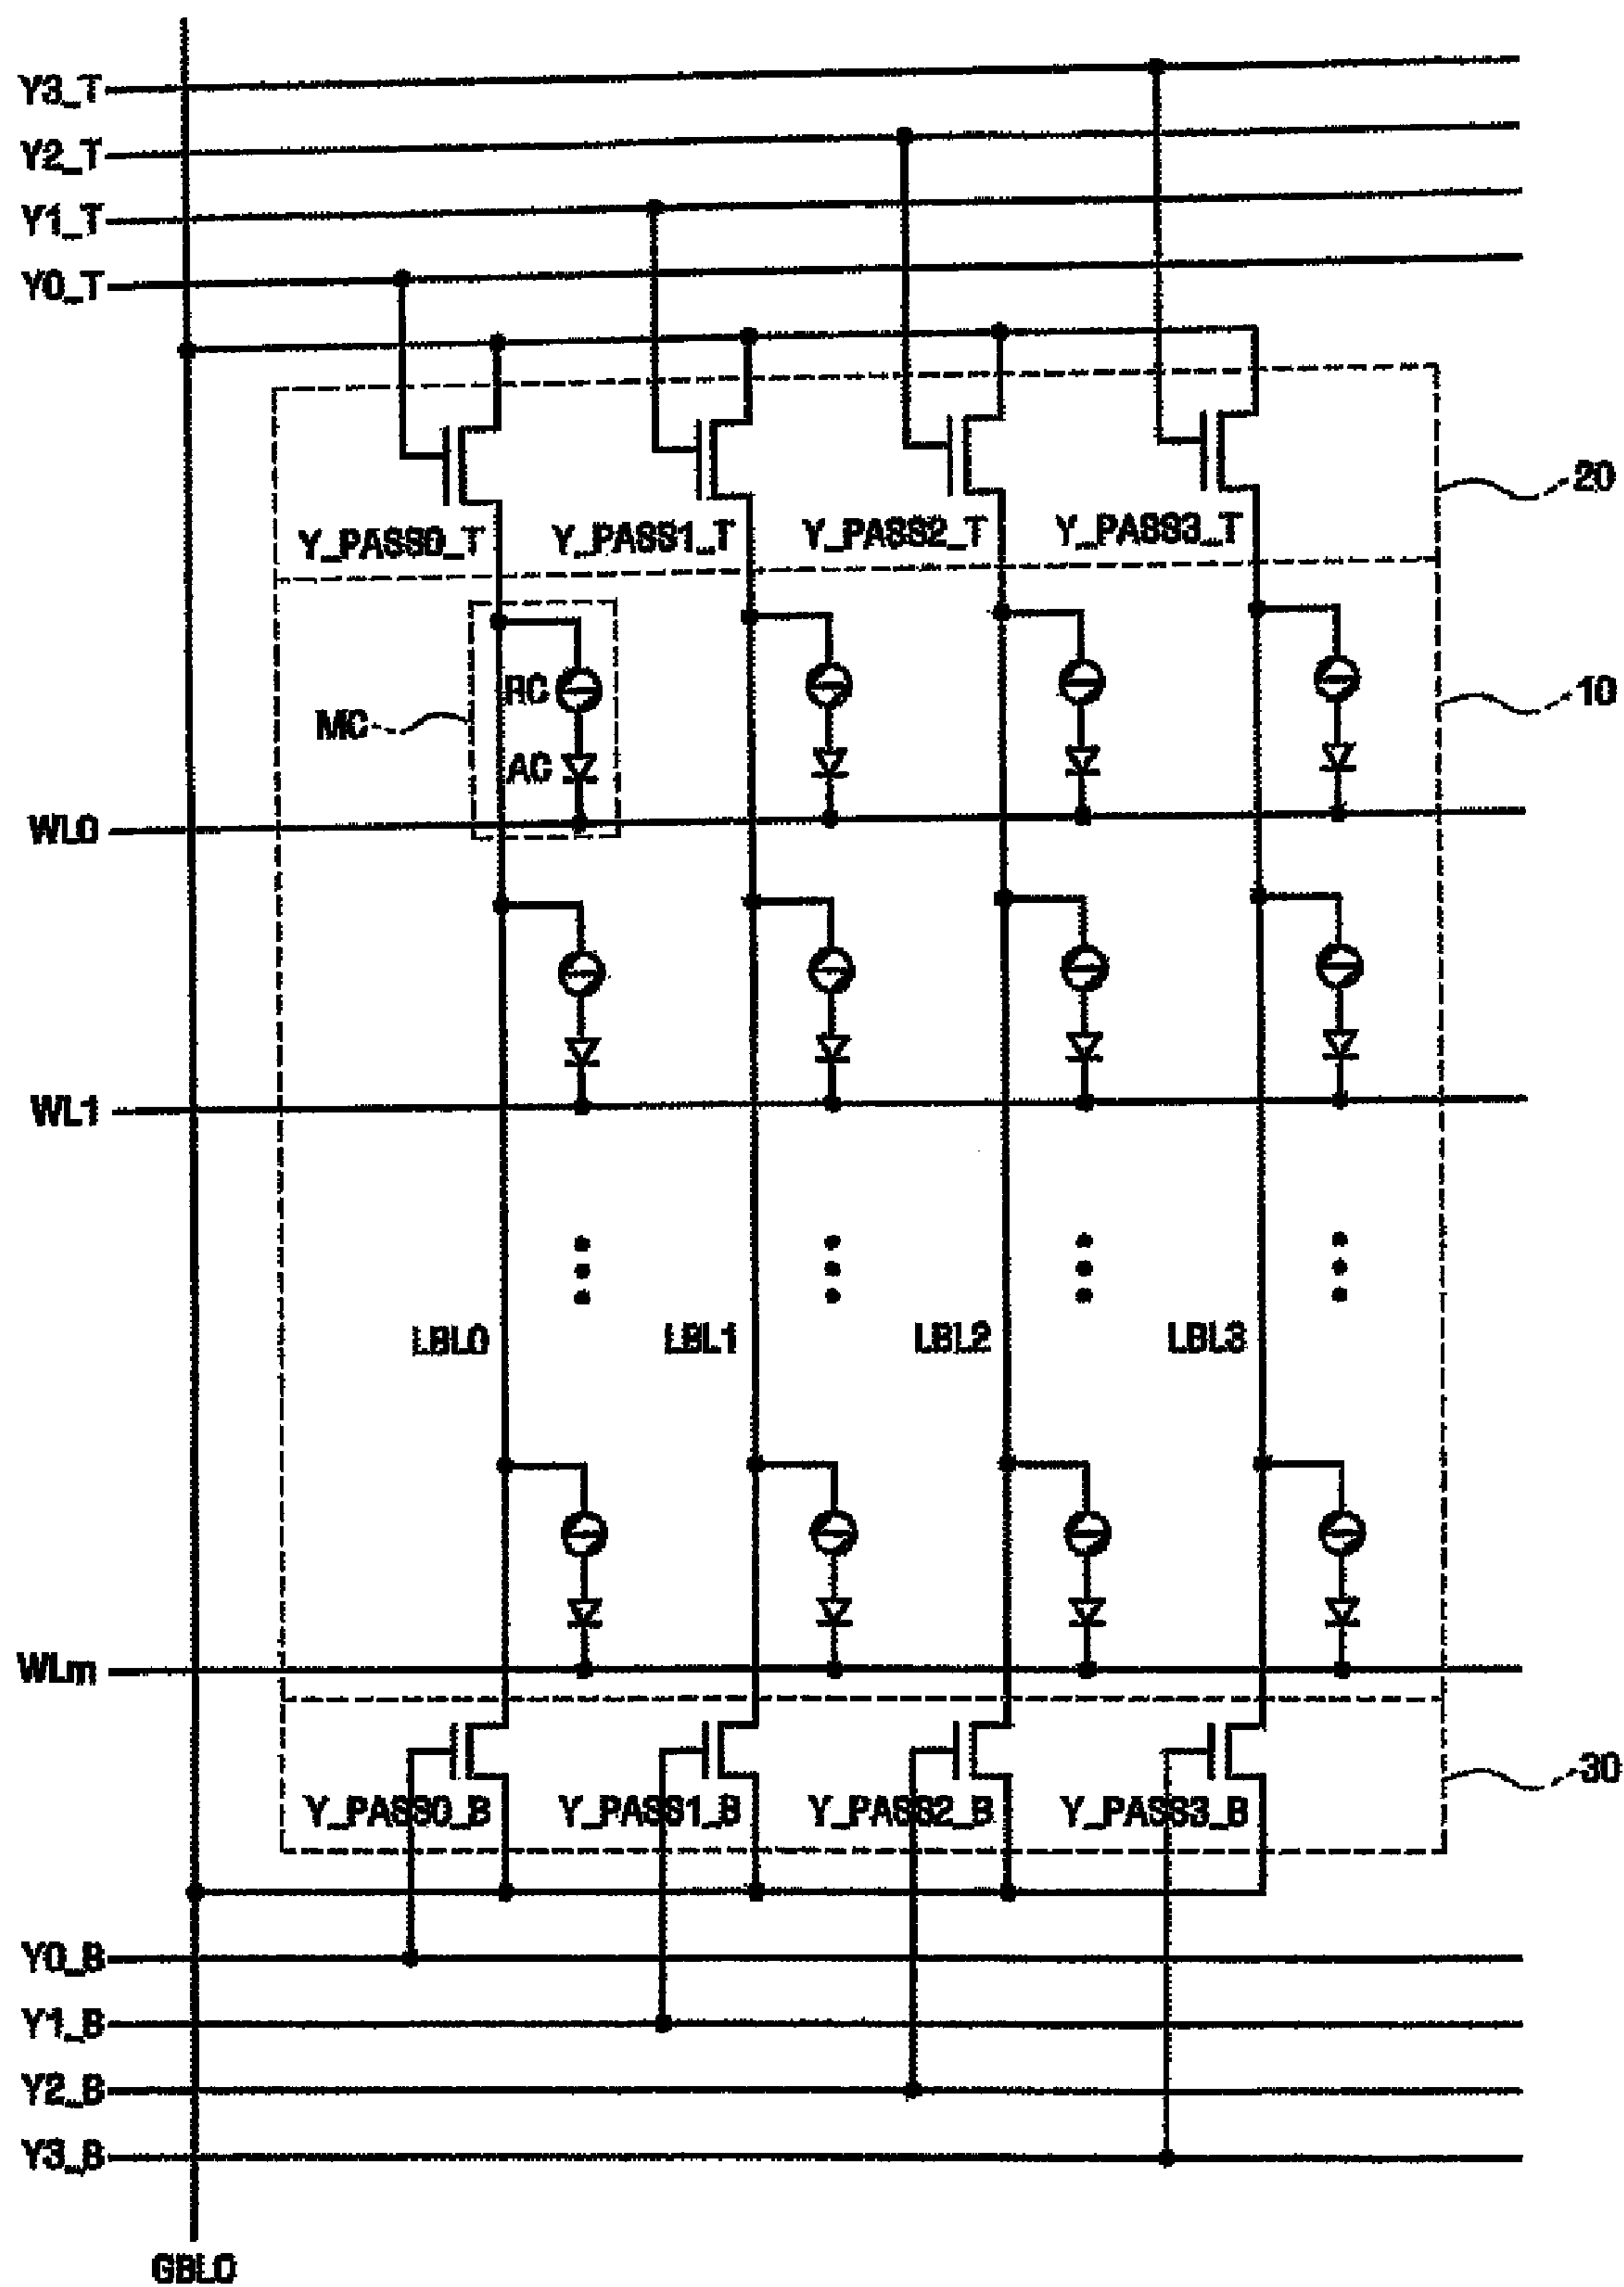 Y3_T
Y2_T
Y1_T
Y0_T
20
Y_PASS0_T Y_PASS1_T Y_PASS2_T Y_PASS3_T
10
RC
MC
AC
WL0
WL1
LBL0 LBL1 LBL2 LBL3
WLm
30
Y_PASS0_B Y_PASS1_B Y_PASS2_B Y_PASS3_B
Y0_B
Y1_B
Y2_B
Y3_B
GBL0